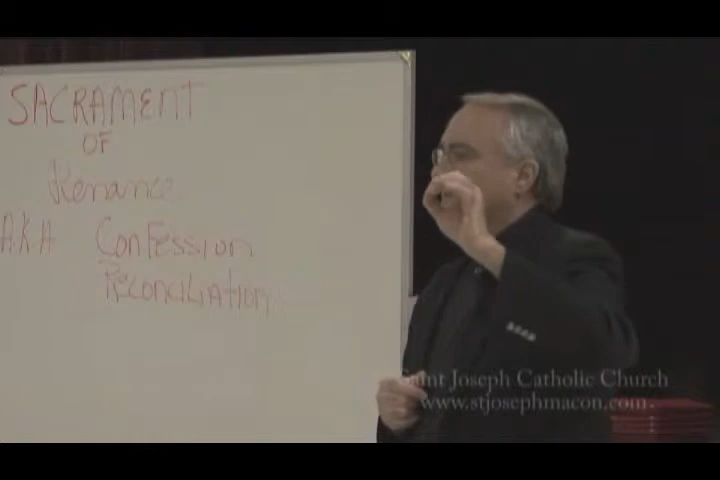 SACRAMENT
OF
Penance
A.K.A Confession
Reconciliation
Saint Joseph Catholic Church
www.stjosephmacon.com